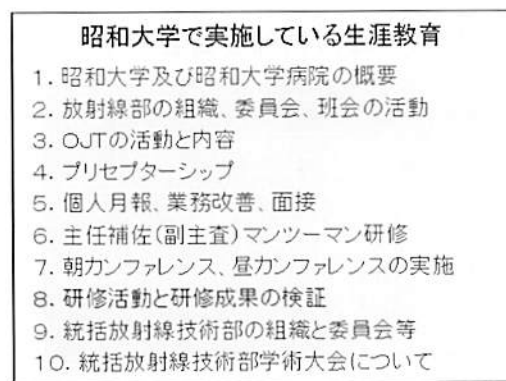 昭和大学で実施している生涯教育
1. 昭和大学及び昭和大学病院の概要
2. 放射線部の組織、委員会、班会の活動
3. OJTの活動と内容
4. プリセプターシップ
5. 個人月報、業務改善、面接
6. 主任補佐(副主査)マンツーマン研修
7. 朝カンファレンス、昼カンファレンスの実施
8. 研修活動と研修成果の検証
9. 統括放射線技術部の組織と委員会等
10. 統括放射線技術部学術大会について